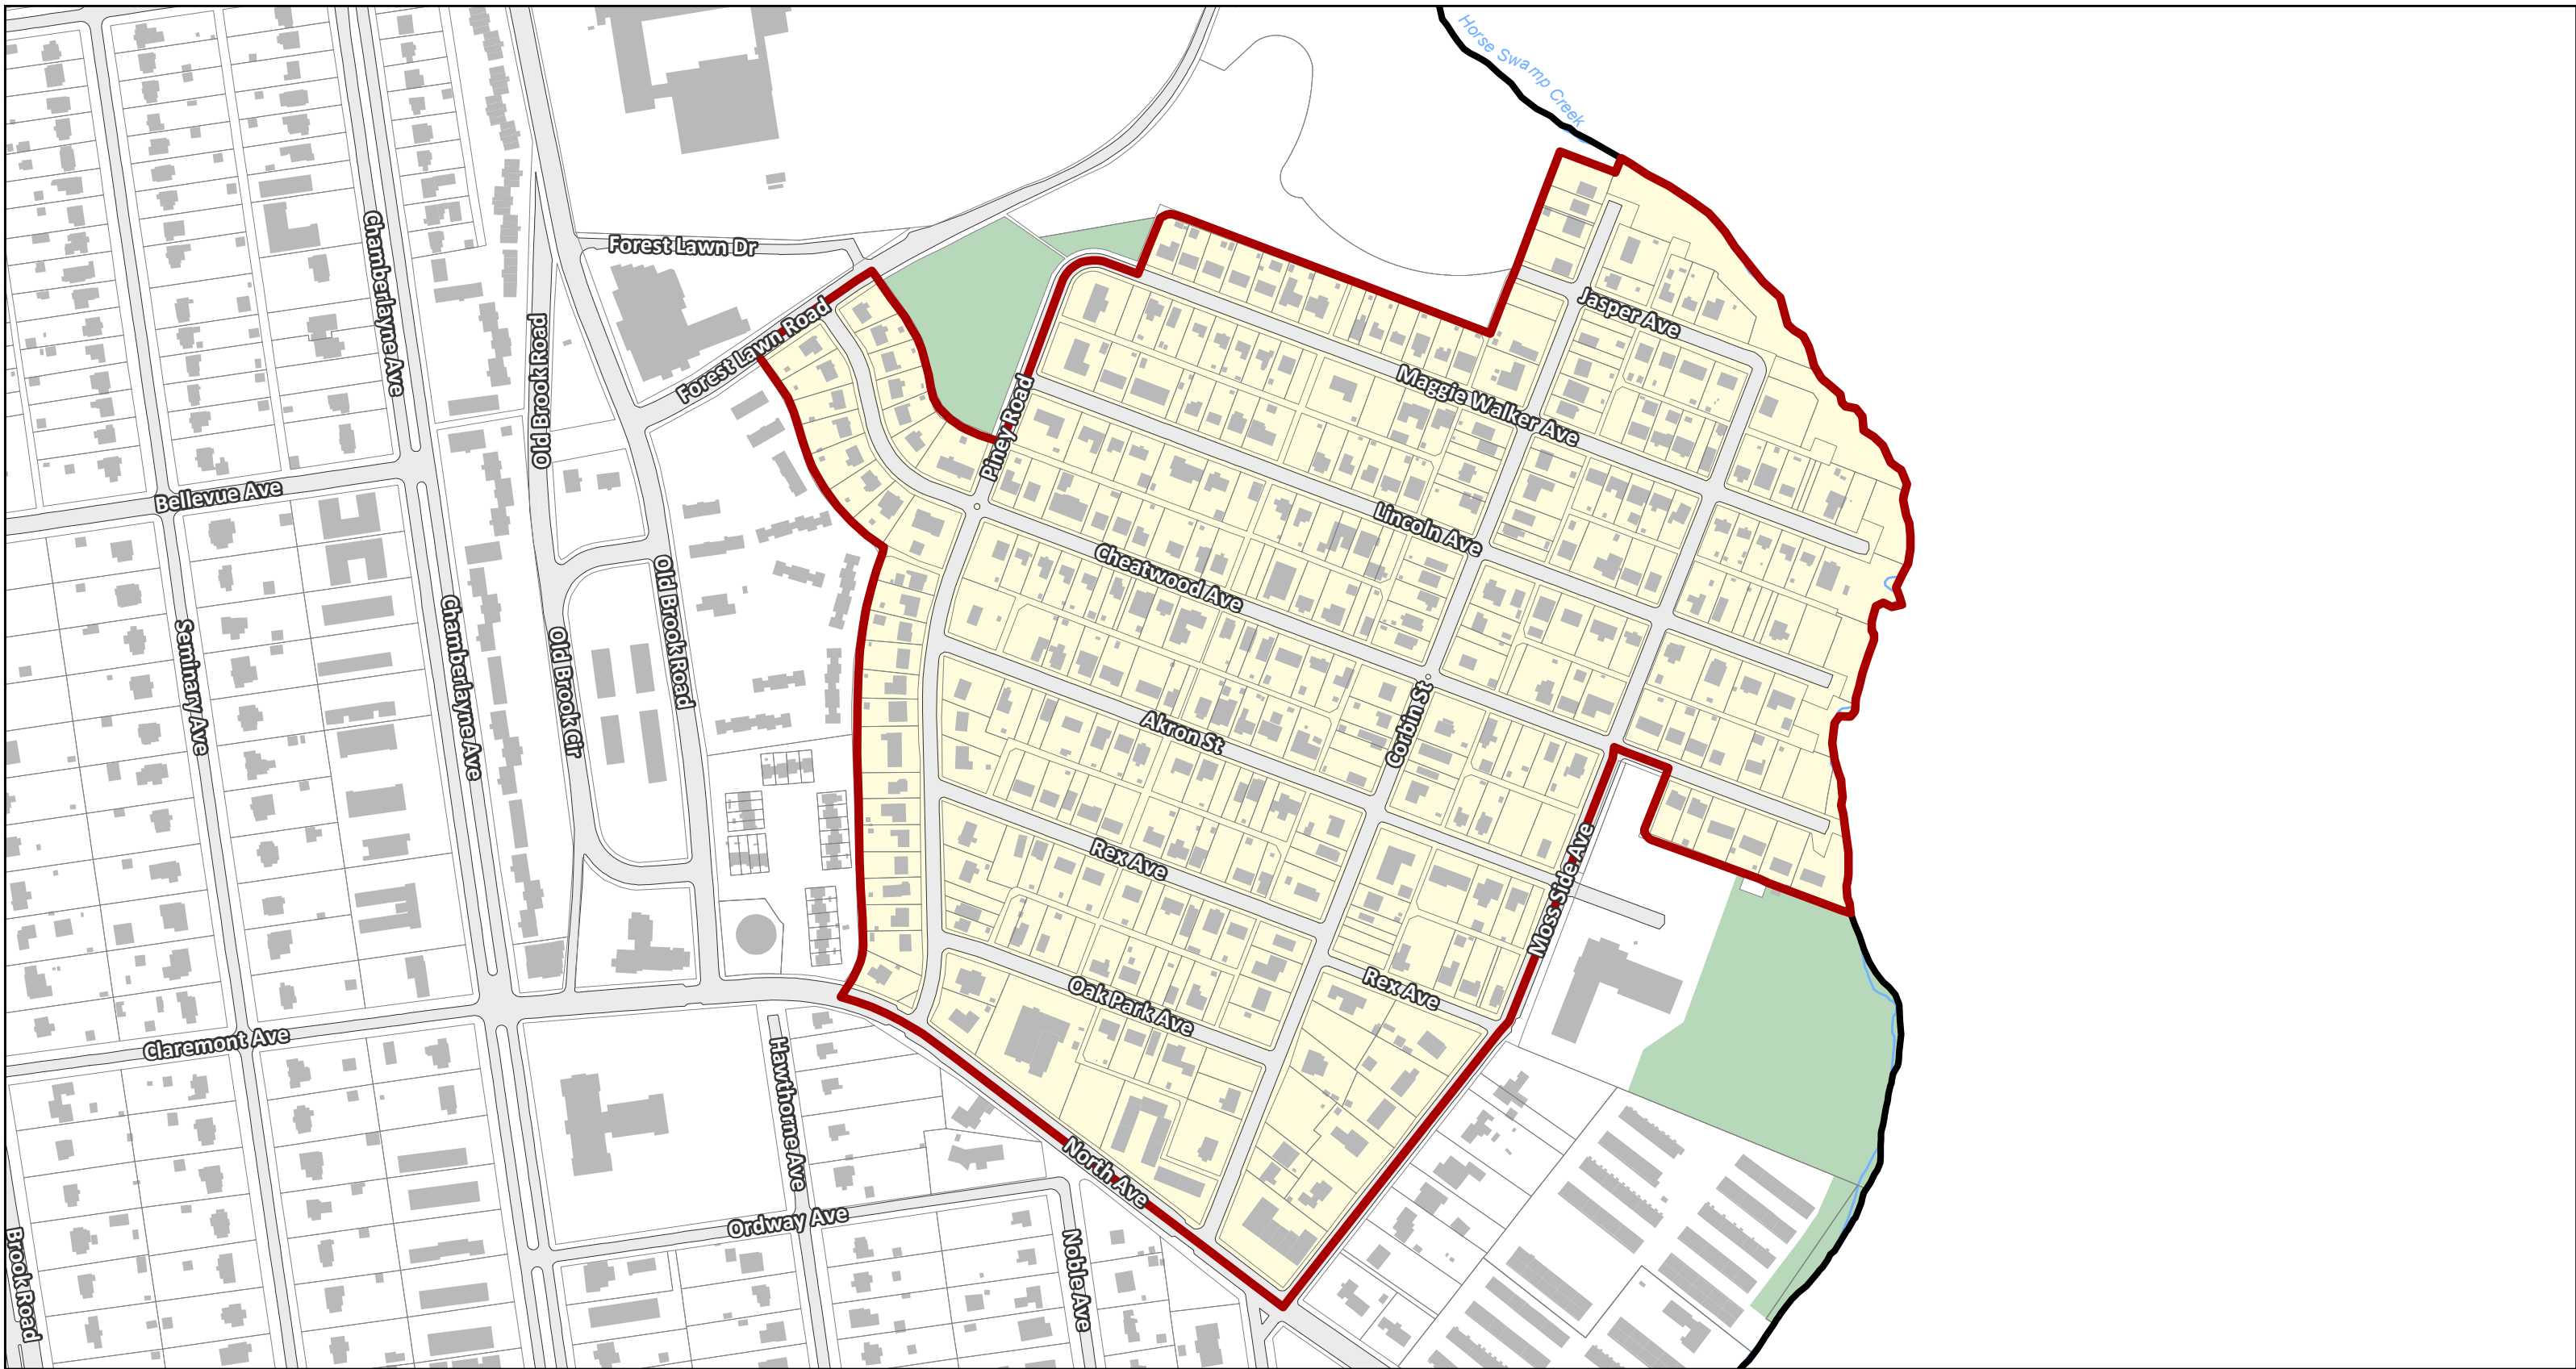 Horse Swamp Creek
Forest Lawn Dr
Chamberlayne Ave
Jasper Ave
Forest Lawn Road
Old Brook Road
Maggie Walker Ave
Piney Road
Bellevue Ave
Lincoln Ave
Cheatwood Ave
Old Brook Road
Chamberlayne Ave
Seminary Ave
Old Brook Cir
Corbin St
Akron St
Rex Ave
Moss Side Ave
Rex Ave
Oak Park Ave
Claremont Ave
Hawthorne Ave
North Ave
Ordway Ave
Noble Ave
Brook Road